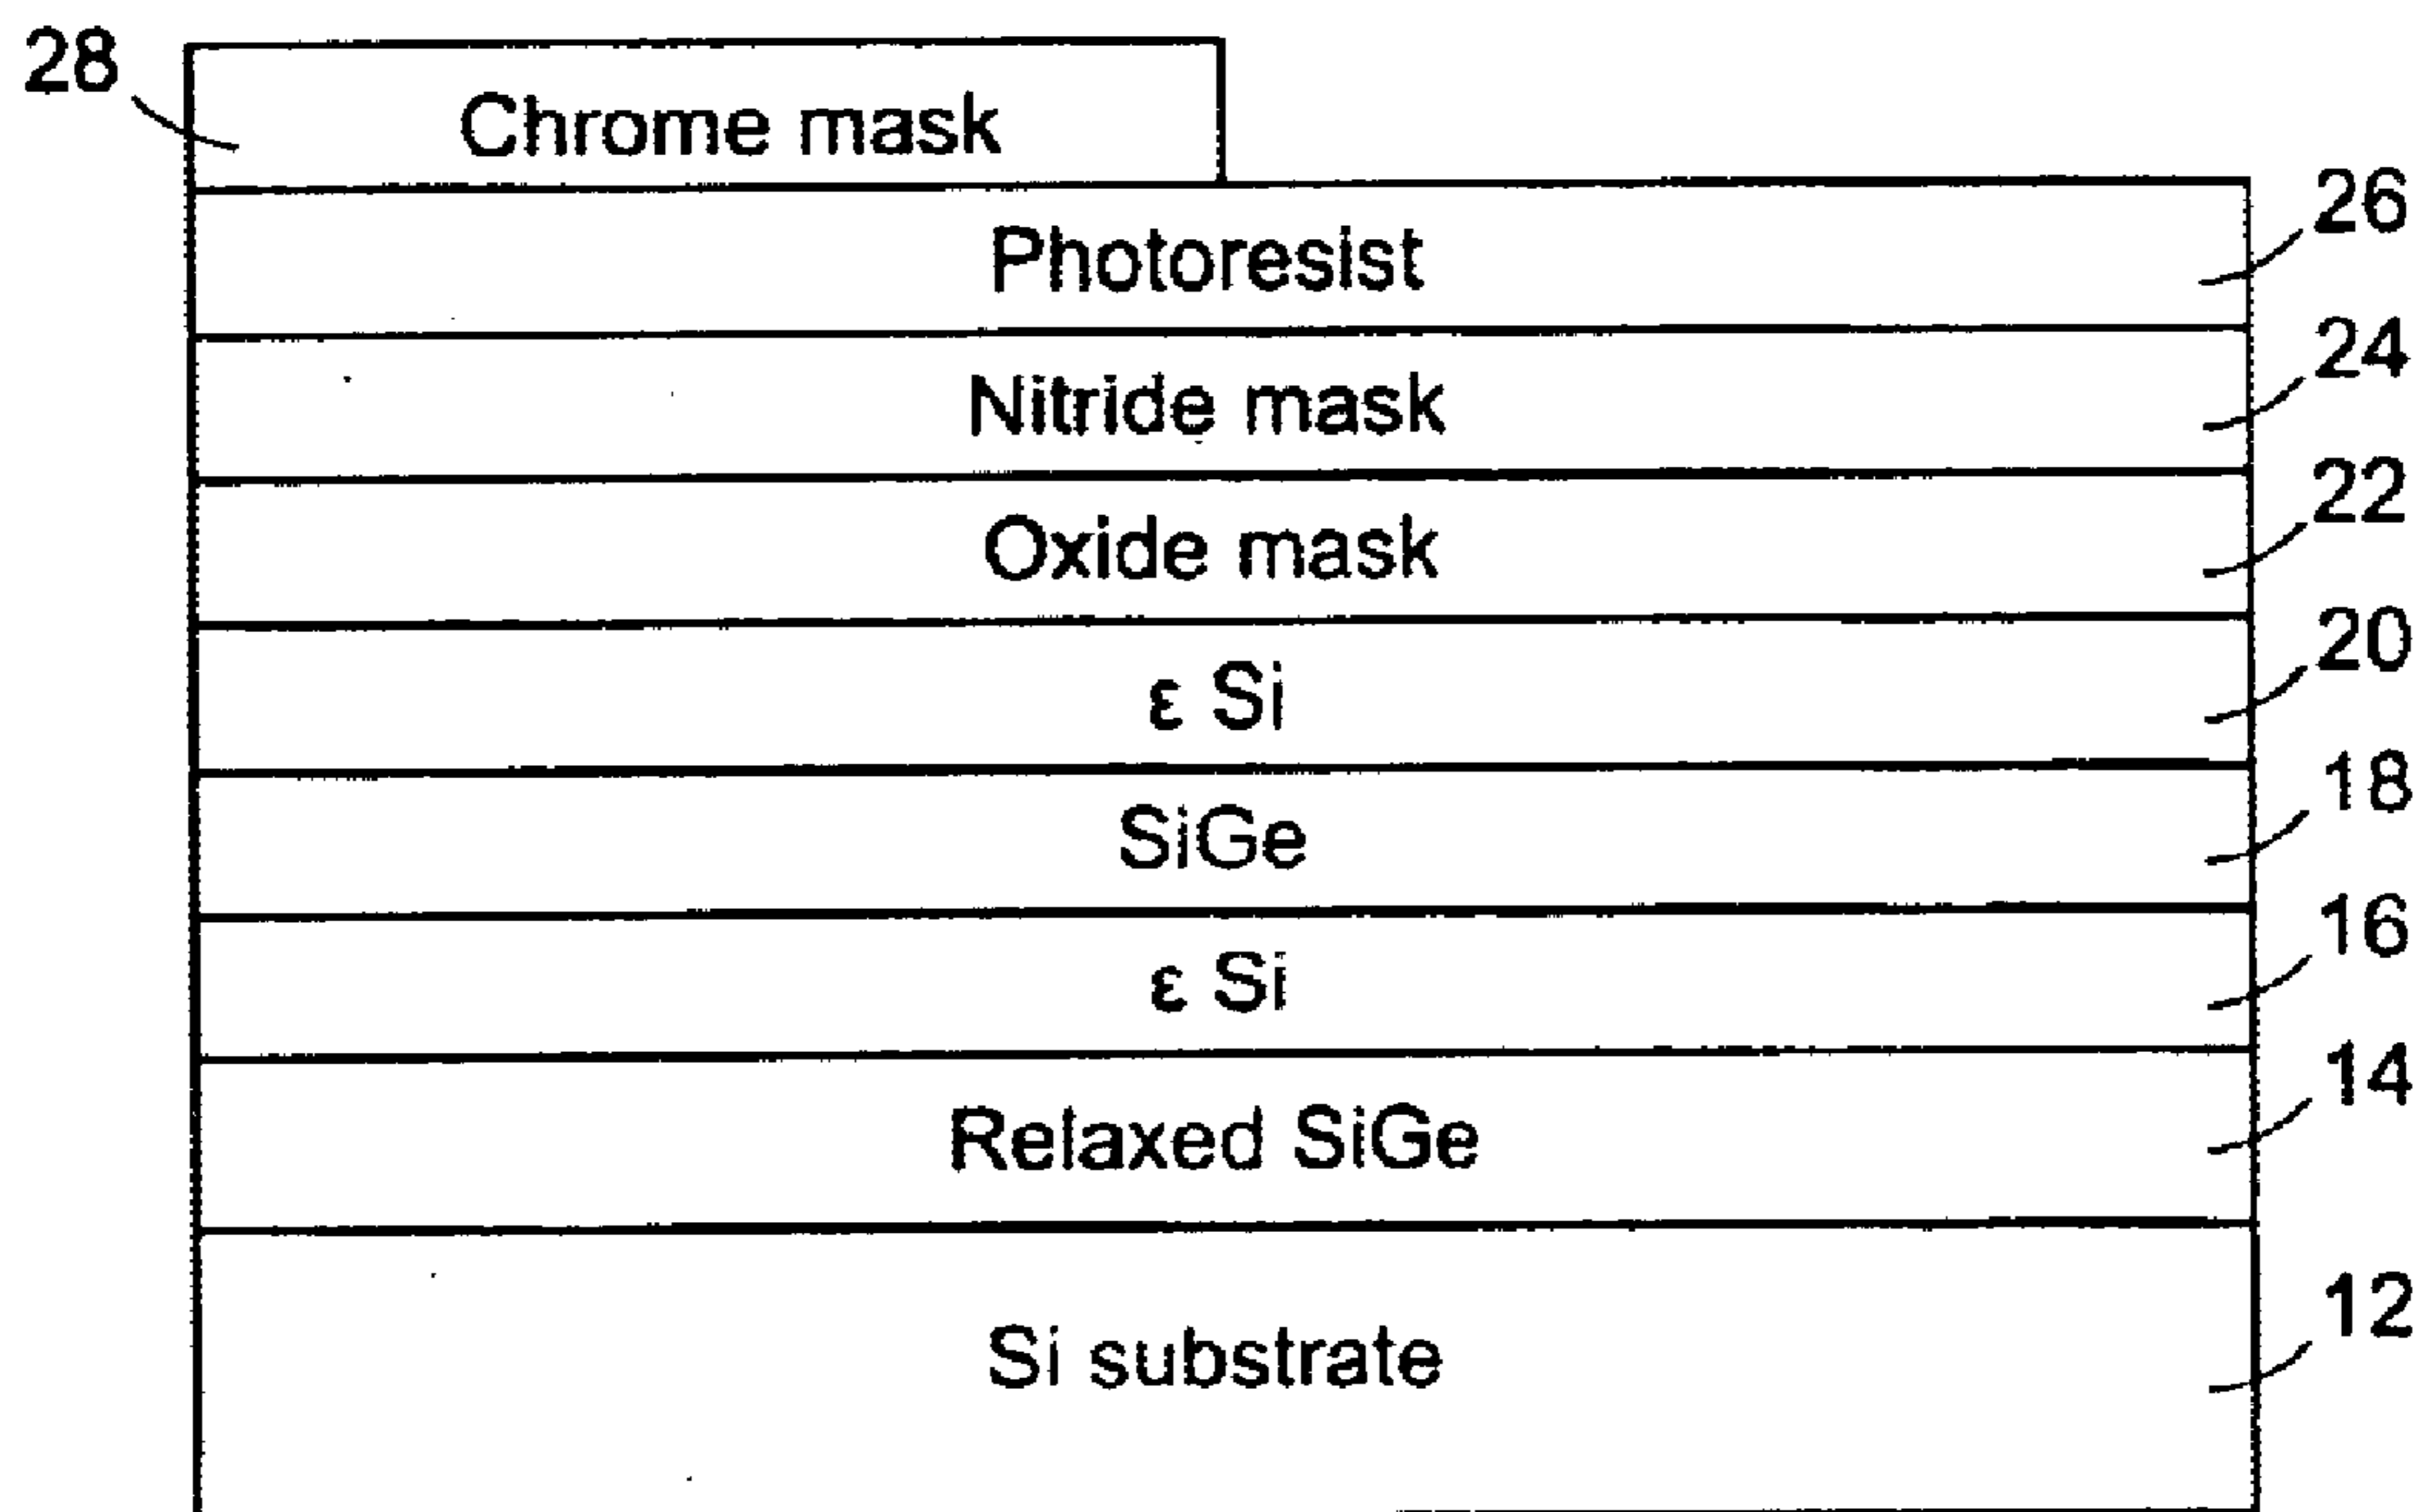 28
Chrome mask
Photoresist
26
Nitride mask
24
Oxide mask
22
ε Si
20
SiGe
18
ε Si
16
Relaxed SiGe
14
Si substrate
12